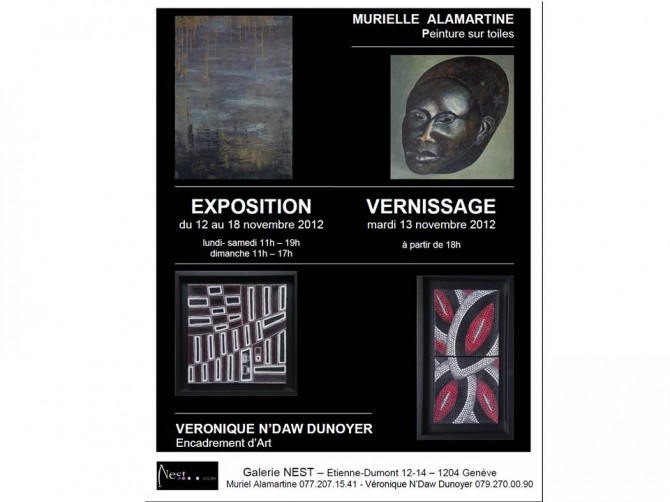 MURIELLE ALAMARTINE
Peinture sur toiles
EXPOSITION
du 12 au 18 novembre 2012
lundi- samedi 11h – 19h
dimanche 11h – 17h
VERNISSAGE
mardi 13 novembre 2012
à partir de 18h
VERONIQUE N'DAW DUNOYER
Encadrement d'Art
Nest
Galerie NEST – Etienne-Dumont 12-14 – 1204 Genève
Muriel Alamartine 077.207.15.41 - Véronique N'Daw Dunoyer 079.270.00.90